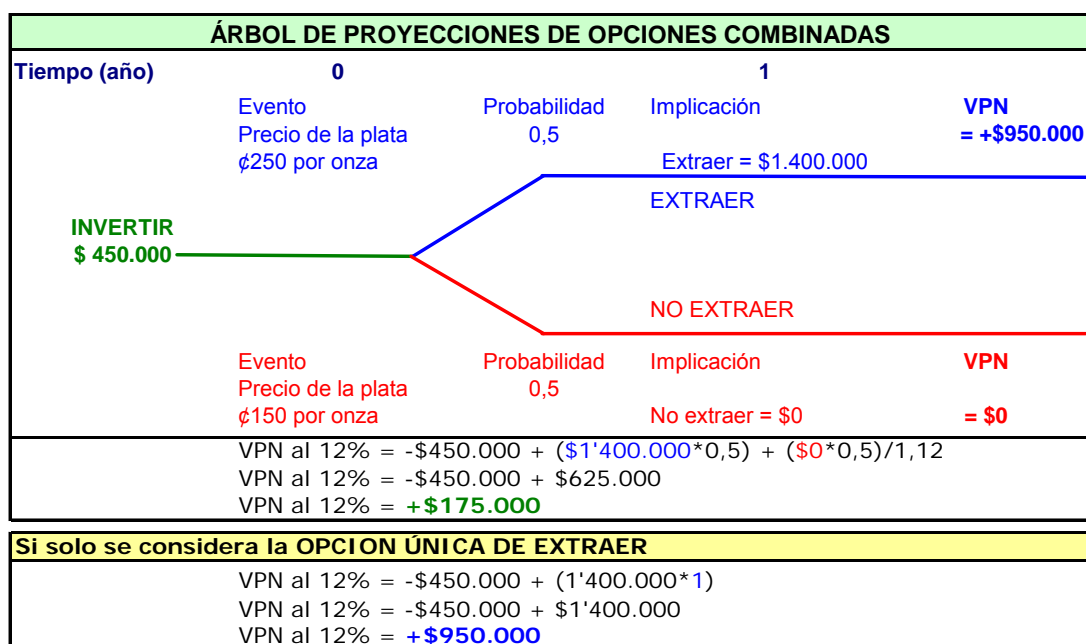 ÁRBOL DE PROYECCIONES DE OPCIONES COMBINADAS
Tiempo (año) 0 1
Evento Probabilidad Implicación VPN
Precio de la plata 0,5 = +$950.000
¢250 por onza Extraer = $1.400.000
EXTRAER
INVERTIR
$ 450.000
NO EXTRAER
Evento Probabilidad Implicación VPN
Precio de la plata 0,5
¢150 por onza No extraer = $0 = $0
VPN al 12% = -$450.000 + ($1'400.000*0,5) + ($0*0,5)/1,12
VPN al 12% = -$450.000 + $625.000
VPN al 12% = +$175.000
Si solo se considera la OPCION ÚNICA DE EXTRAER
VPN al 12% = -$450.000 + (1'400.000*1)
VPN al 12% = -$450.000 + $1'400.000
VPN al 12% = +$950.000